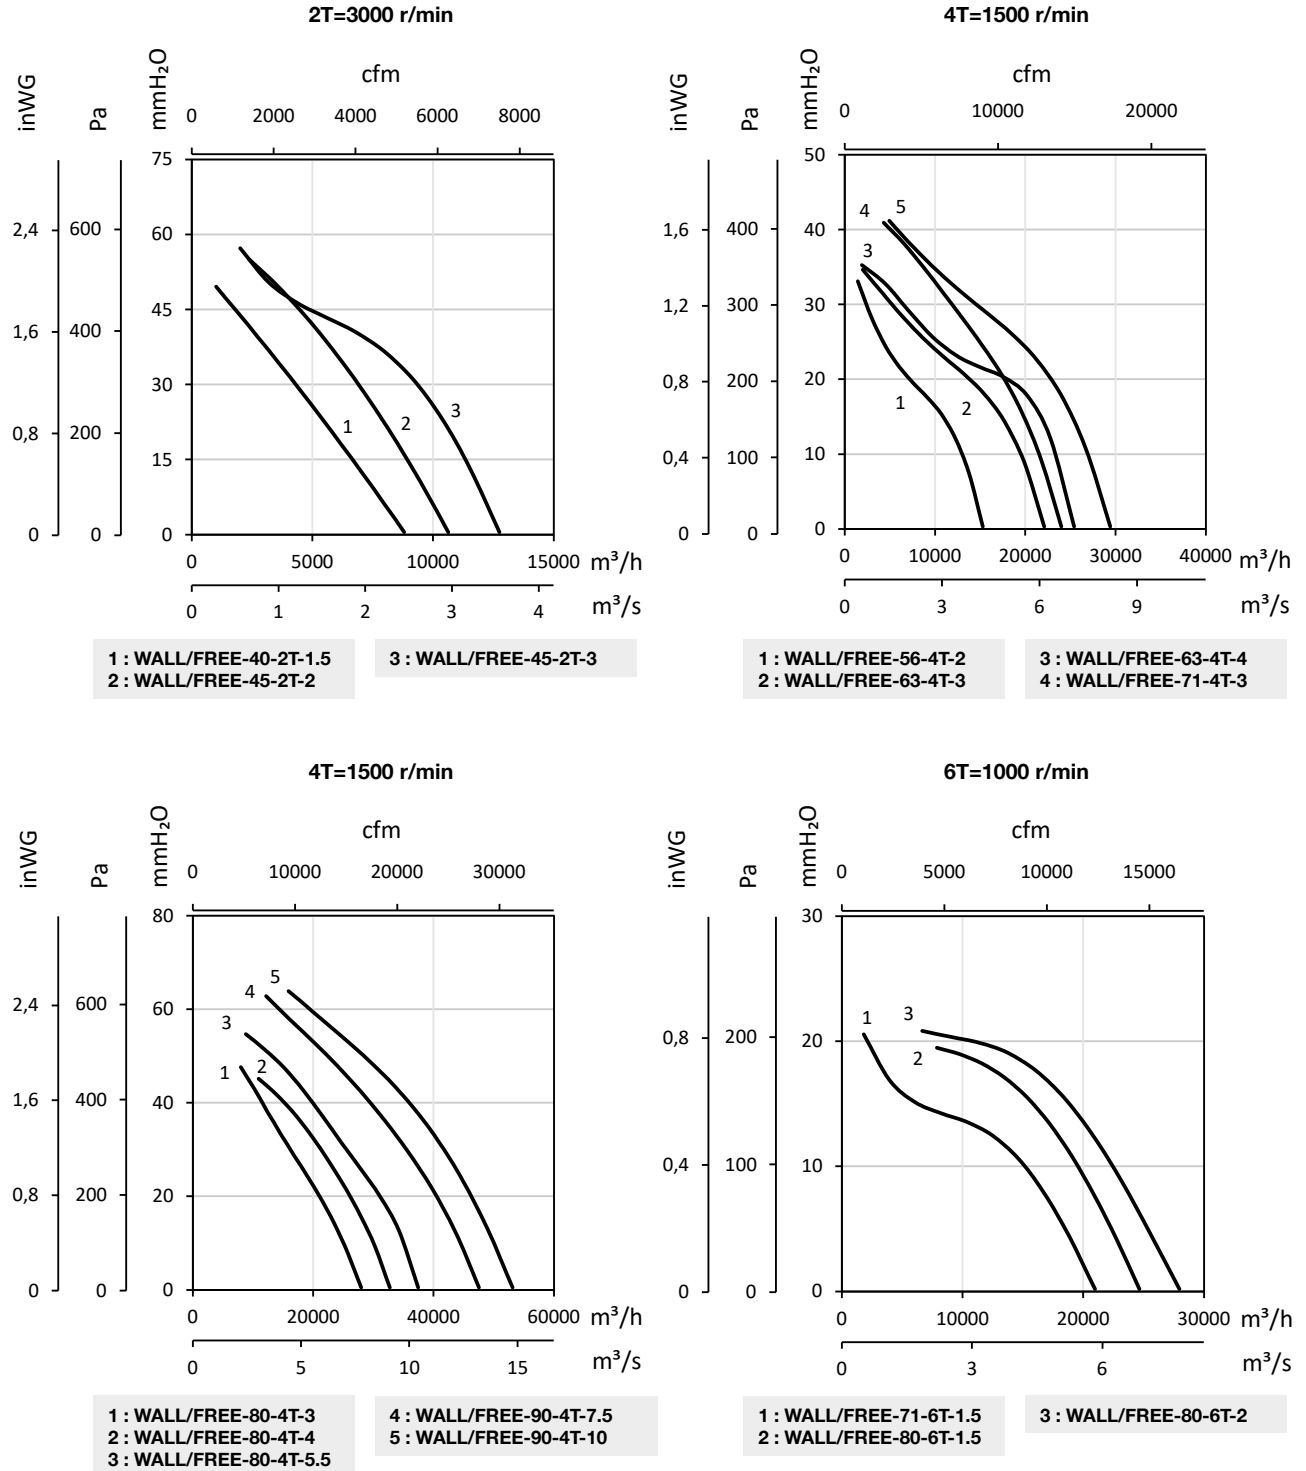 2T=3000 r/min
inWG
Pa
mmH₂O
cfm
0 2000 4000 6000 8000
75
60
45
30
15
0
2,4
1,6
0,8
0
600
400
200
0
1
2
3
0 5000 10000 15000 m³/h
0 1 2 3 4 m³/s
1 : WALL/FREE-40-2T-1.5
2 : WALL/FREE-45-2T-2
3 : WALL/FREE-45-2T-3
4T=1500 r/min
inWG
Pa
mmH₂O
cfm
0 10000 20000
50
40
30
20
10
0
1,6
1,2
0,8
0,4
0
400
300
200
100
0
4
5
3
1
2
0 10000 20000 30000 40000 m³/h
0 3 6 9 m³/s
1 : WALL/FREE-56-4T-2
2 : WALL/FREE-63-4T-3
3 : WALL/FREE-63-4T-4
4 : WALL/FREE-71-4T-3
4T=1500 r/min
inWG
Pa
mmH₂O
cfm
0 10000 20000 30000
80
60
40
20
0
2,4
1,6
0,8
0
600
400
200
0
5
4
3
2
1
0 20000 40000 60000 m³/h
0 5 10 15 m³/s
1 : WALL/FREE-80-4T-3
2 : WALL/FREE-80-4T-4
3 : WALL/FREE-80-4T-5.5
4 : WALL/FREE-90-4T-7.5
5 : WALL/FREE-90-4T-10
6T=1000 r/min
inWG
Pa
mmH₂O
cfm
0 5000 10000 15000
30
20
10
0
0,8
0,4
0
200
100
0
1
3
2
0 10000 20000 30000 m³/h
0 3 6 m³/s
1 : WALL/FREE-71-6T-1.5
2 : WALL/FREE-80-6T-1.5
3 : WALL/FREE-80-6T-2